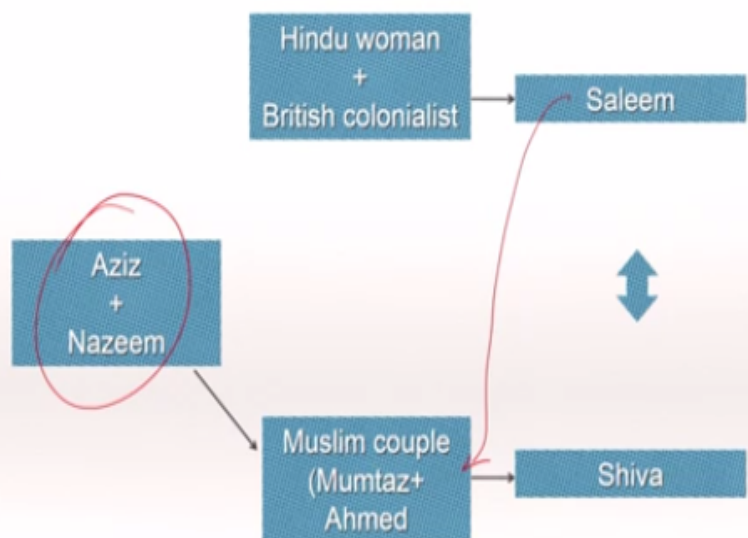 Hindu woman
+
British colonialist
Saleem
Aziz
+
Nazeem
Muslim couple
(Mumtaz+
Ahmed
Shiva